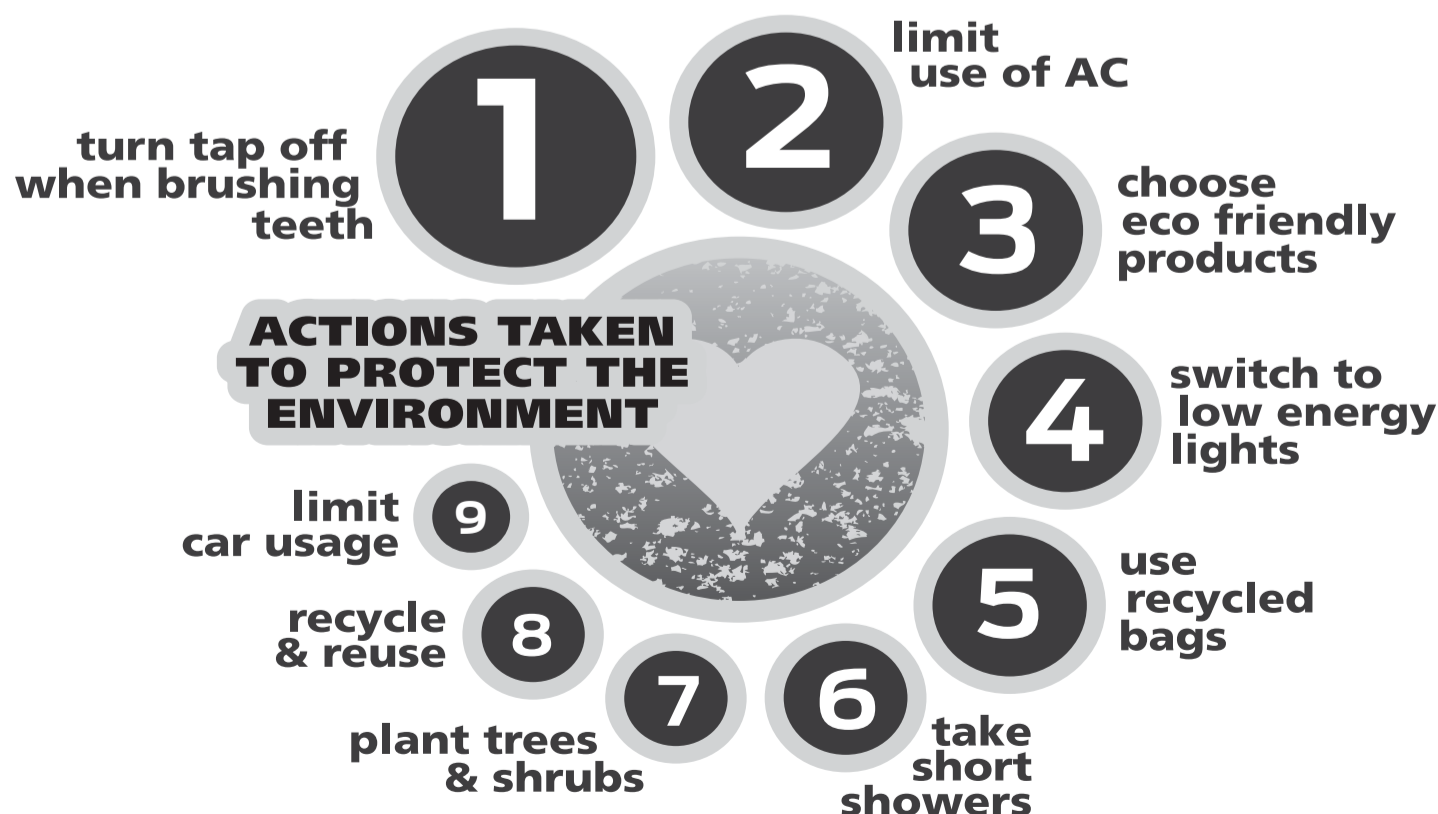 1
turn tap off
when brushing
teeth
2
limit
use of AC
3
choose
eco friendly
products
4
switch to
low energy
lights
5
use
recycled
bags
6
take
short
showers
7
plant trees
& shrubs
8
recycle
& reuse
9
limit
car usage
ACTIONS TAKEN
TO PROTECT THE
ENVIRONMENT